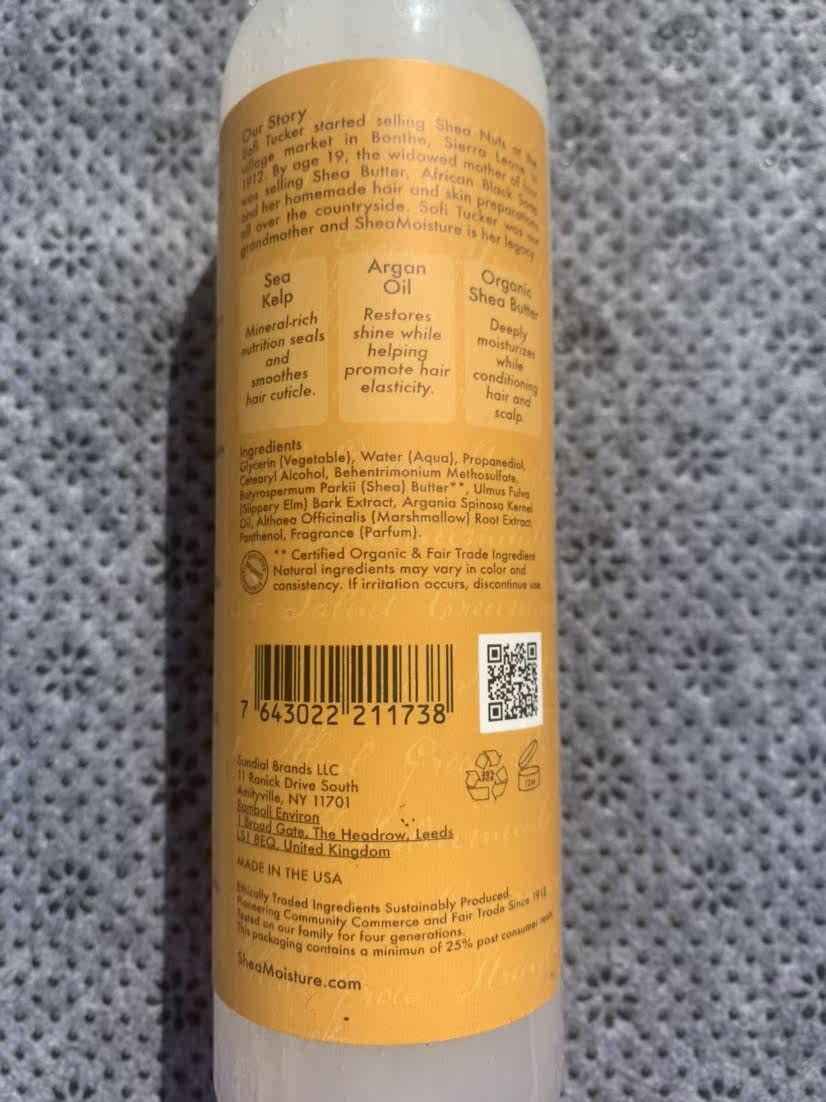 Our Story
Sofi Tucker started selling Shea Nuts at the
village market in Bonthe, Sierra Leone in
1912. By age 19, the widowed mother of four
was selling Shea Butter, African Black Soap
and her homemade hair and skin preparations
all over the countryside. Sofi Tucker was our
grandmother and SheaMoisture is her legacy.
Sea
Kelp
Mineral-rich
nutrition seals
and
smoothes
hair cuticle.
Argan
Oil
Restores
shine while
helping
promote hair
elasticity.
Organic
Shea Butter
Deeply
moisturizes
while
conditioning
hair and
scalp.
Ingredients
Glycerin (Vegetable), Water (Aqua), Propanediol,
Cetearyl Alcohol, Behentrimonium Methosulfate,
Butyrospermum Parkii (Shea) Butter**, Ulmus Fulva
(Slippery Elm) Bark Extract, Argania Spinosa Kernel
Oil, Althaea Officinalis (Marshmallow) Root Extract,
Panthenol, Fragrance (Parfum).
** Certified Organic & Fair Trade Ingredient
Natural ingredients may vary in color and
consistency. If irritation occurs, discontinue use.
7 643022 211738
Sundial Brands LLC
11 Ranick Drive South
Amityville, NY 11701
Ramboll Environ
1 Broad Gate, The Headrow, Leeds
LS1 8EQ, United Kingdom
12M
MADE IN THE USA
Ethically Traded Ingredients Sustainably Produced.
Pioneering Community Commerce and Fair Trade Since 1912
Tested on our family for four generations.
This packaging contains a minimun of 25% post consumer resin.
SheaMoisture.com